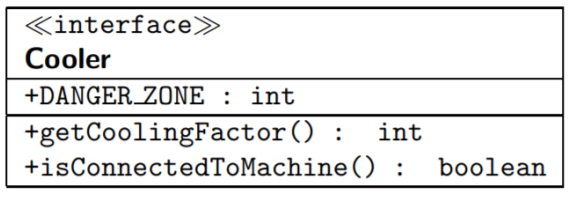 ≪interface≫
Cooler
+DANGER_ZONE : int
+getCoolingFactor() : int
+isConnectedToMachine() : boolean